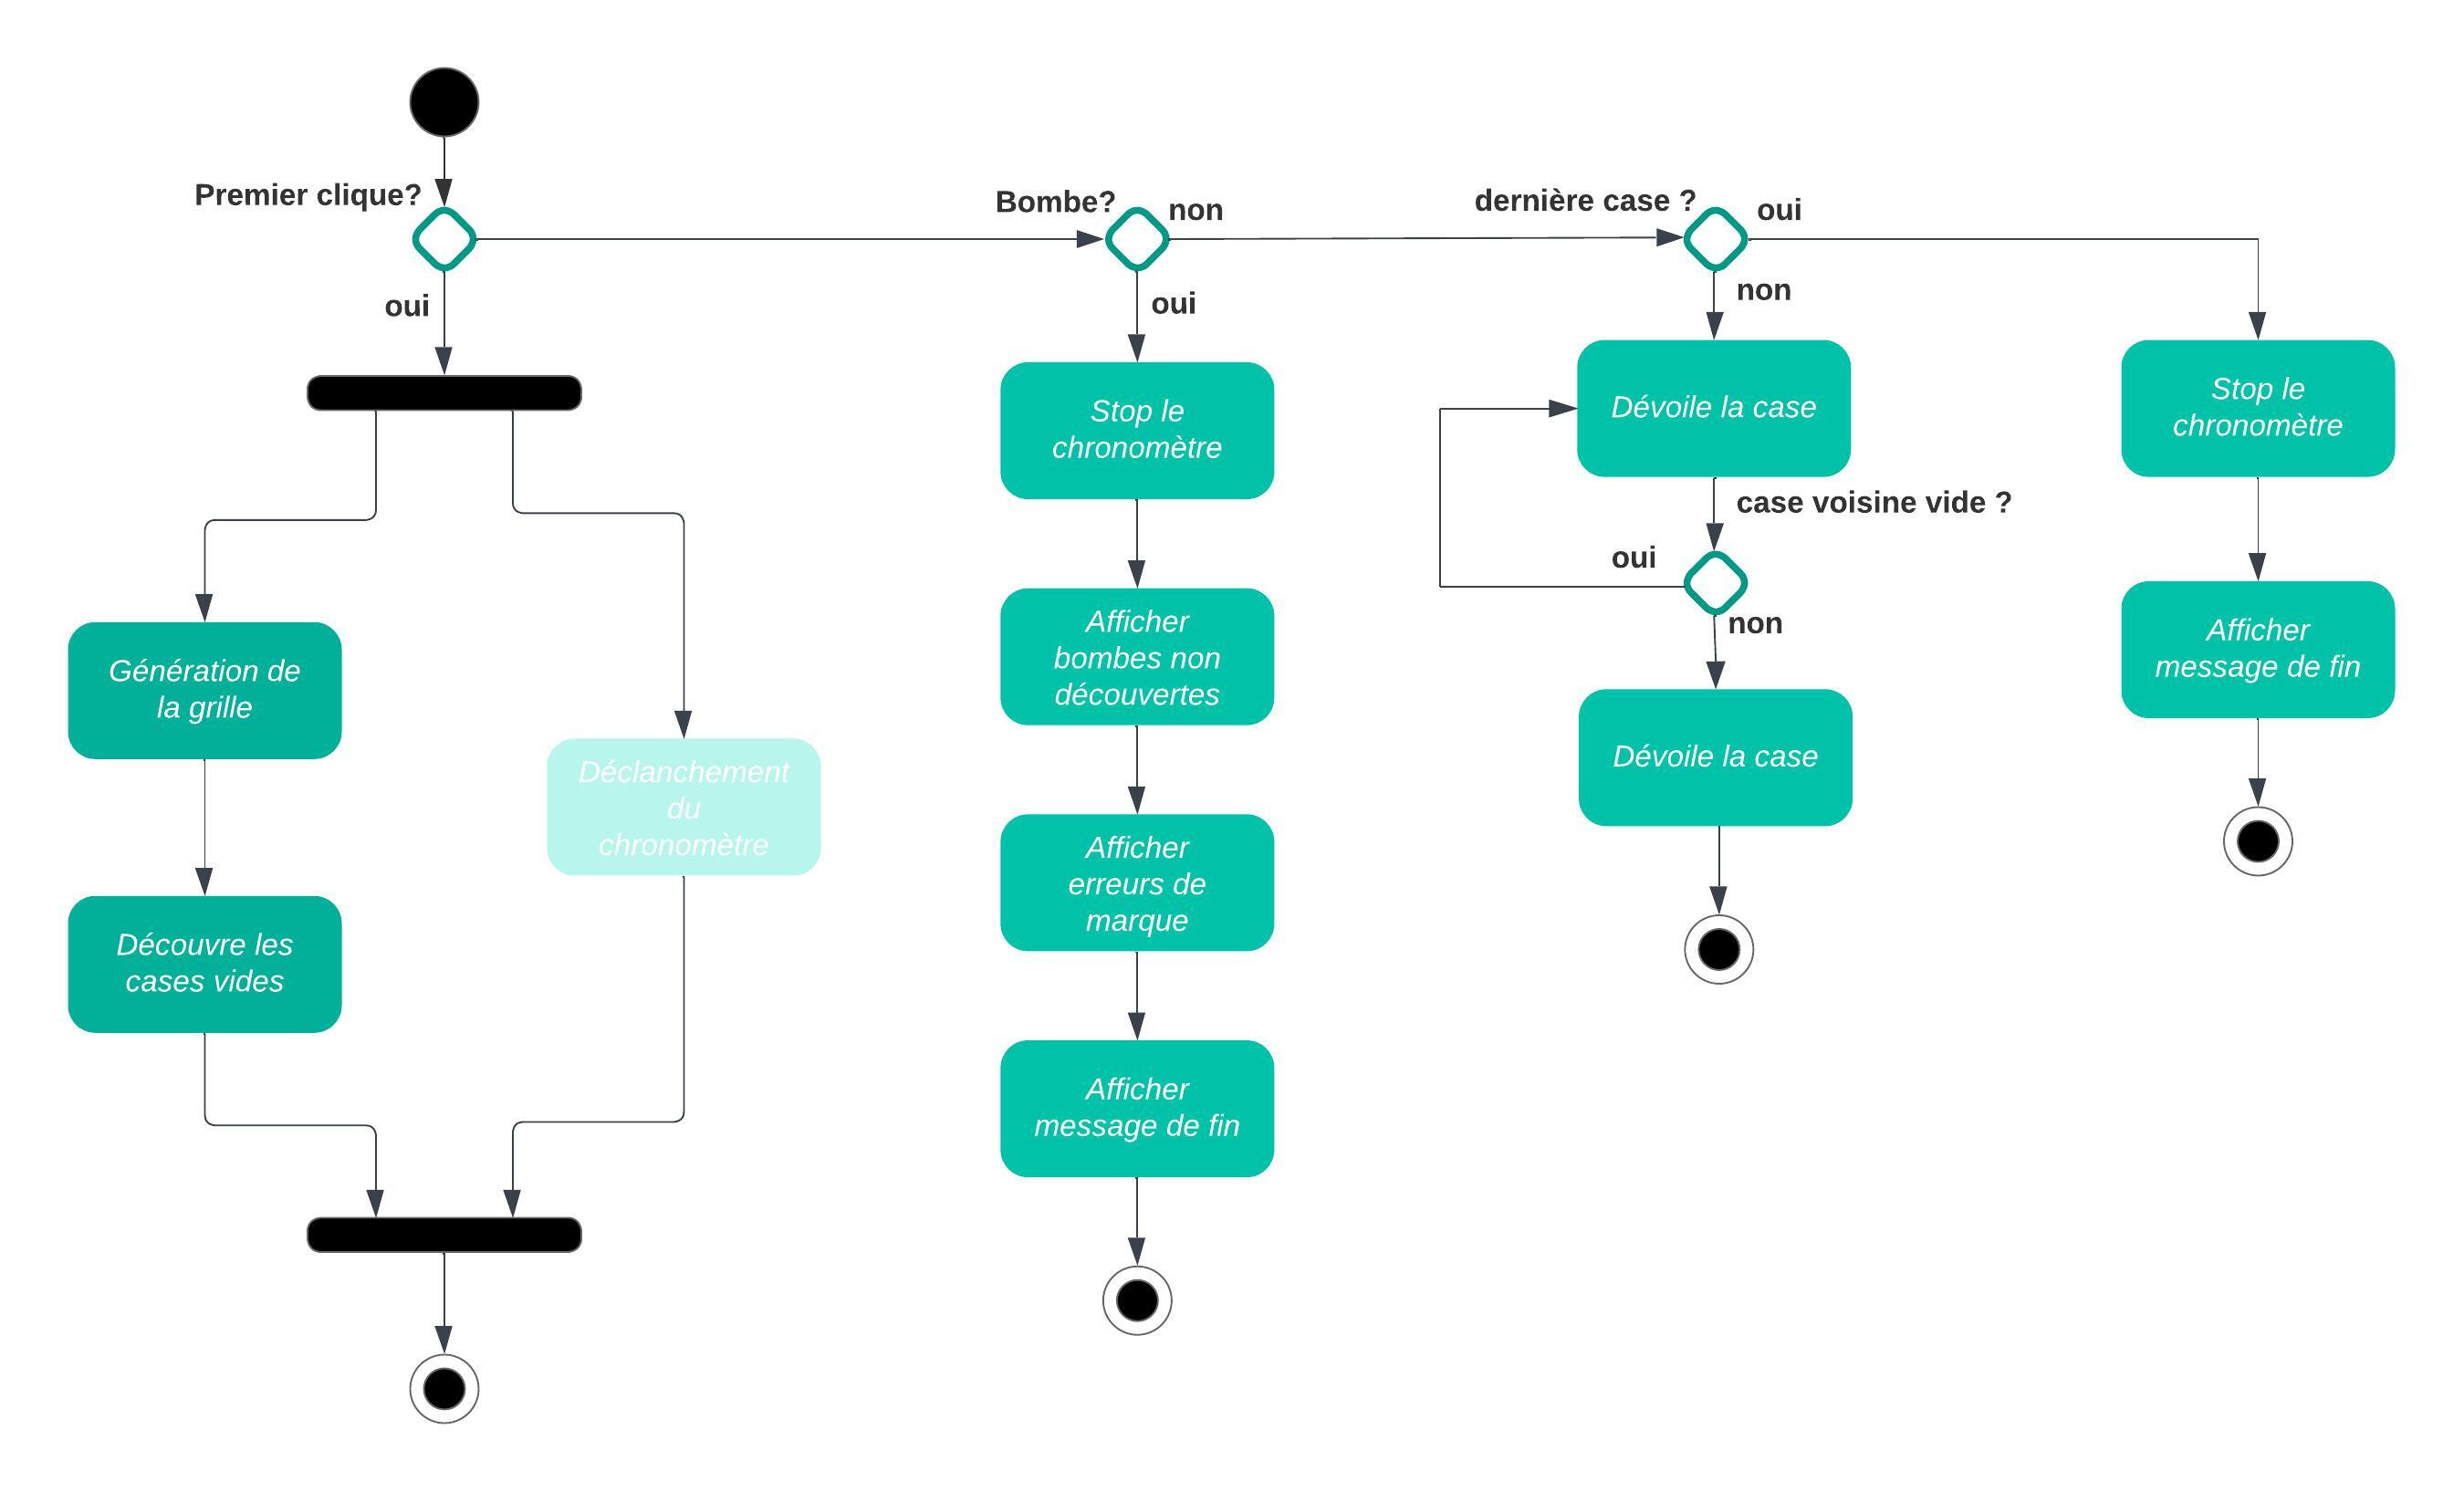 Premier clique?
oui
Génération de
la grille
Découvre les
cases vides
Déclanchement
du
chronomètre
Bombe?
non
oui
Stop le
chronomètre
Afficher
bombes non
découvertes
Afficher
erreurs de
marque
Afficher
message de fin
dernière case ?
oui
non
Dévoile la case
case voisine vide ?
oui
non
Dévoile la case
Stop le
chronomètre
Afficher
message de fin